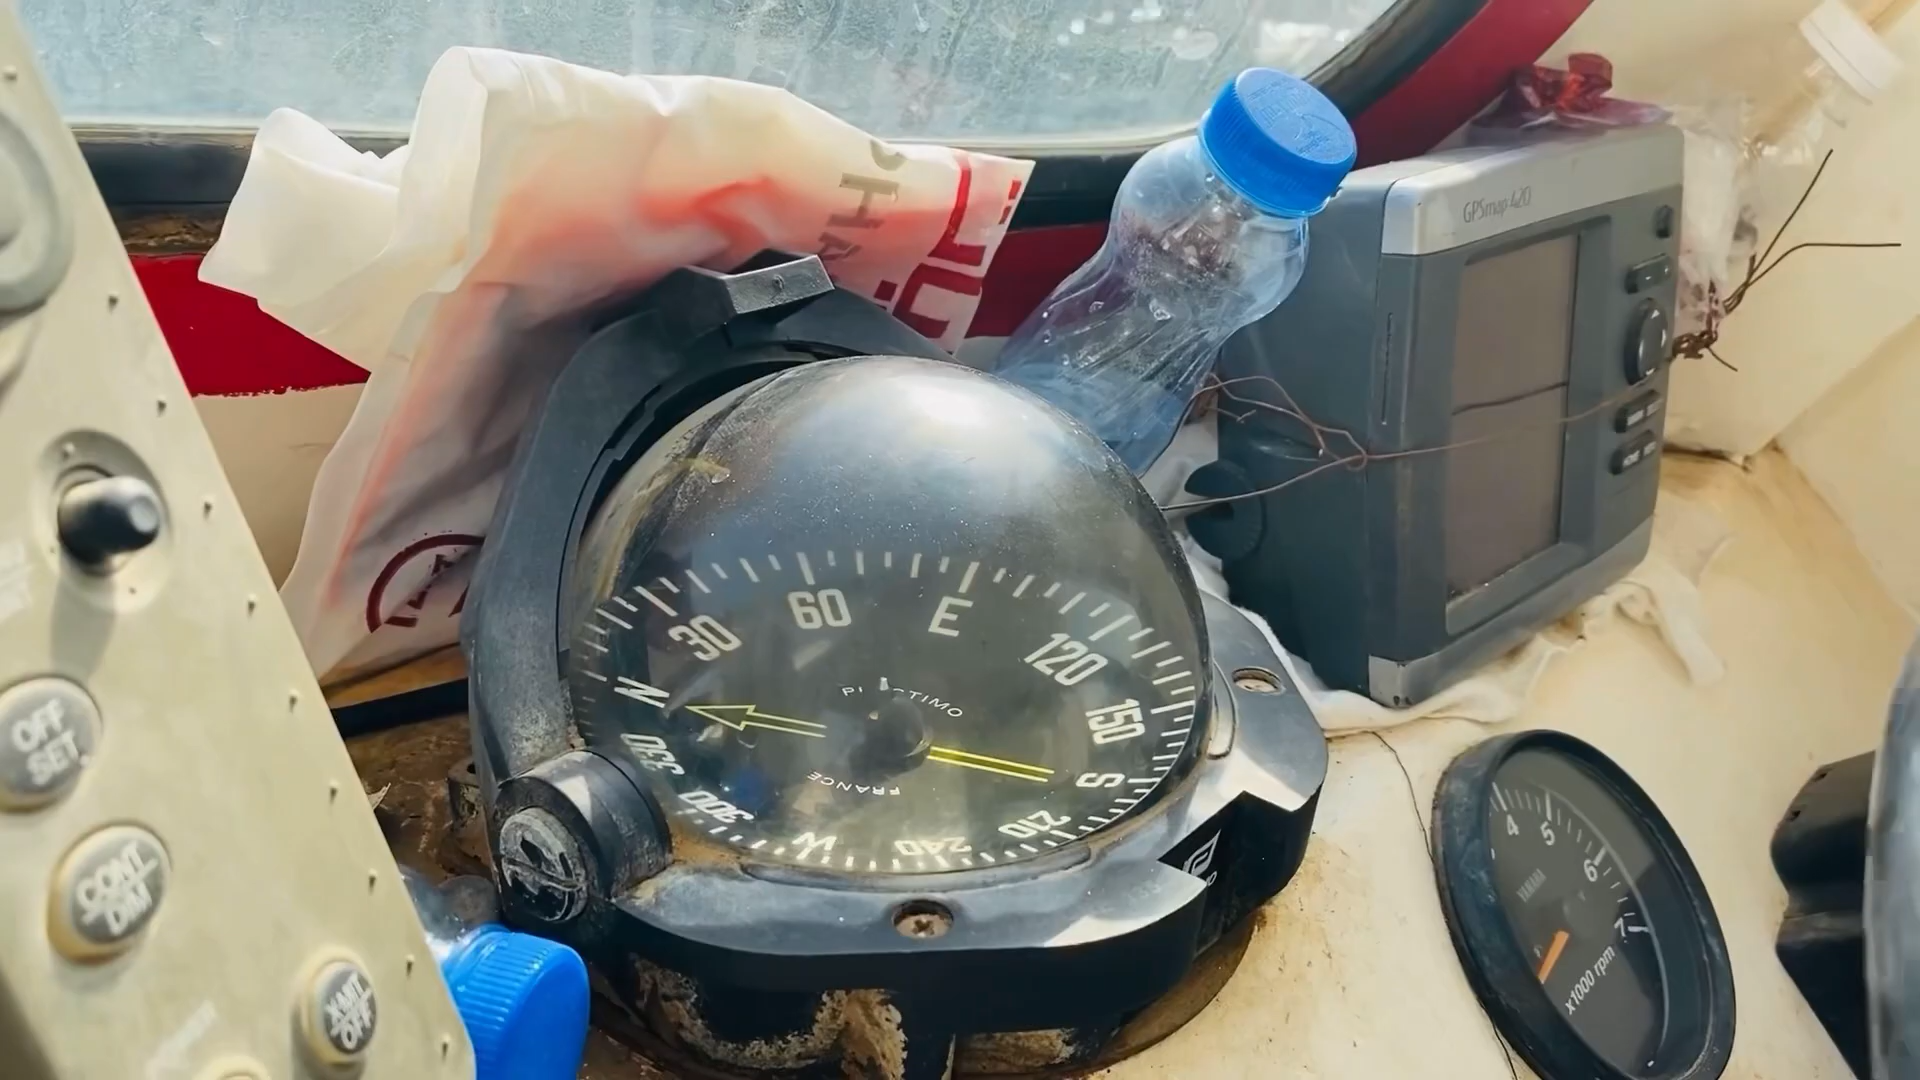 GPSmap 420
60
E
30
120
N
150
330
S
300
210
W
240
FRANCE
OFF
SET
CONT
DIM
XMIT
OFF
4
5
6
7
YAMAHA
x1000 rpm